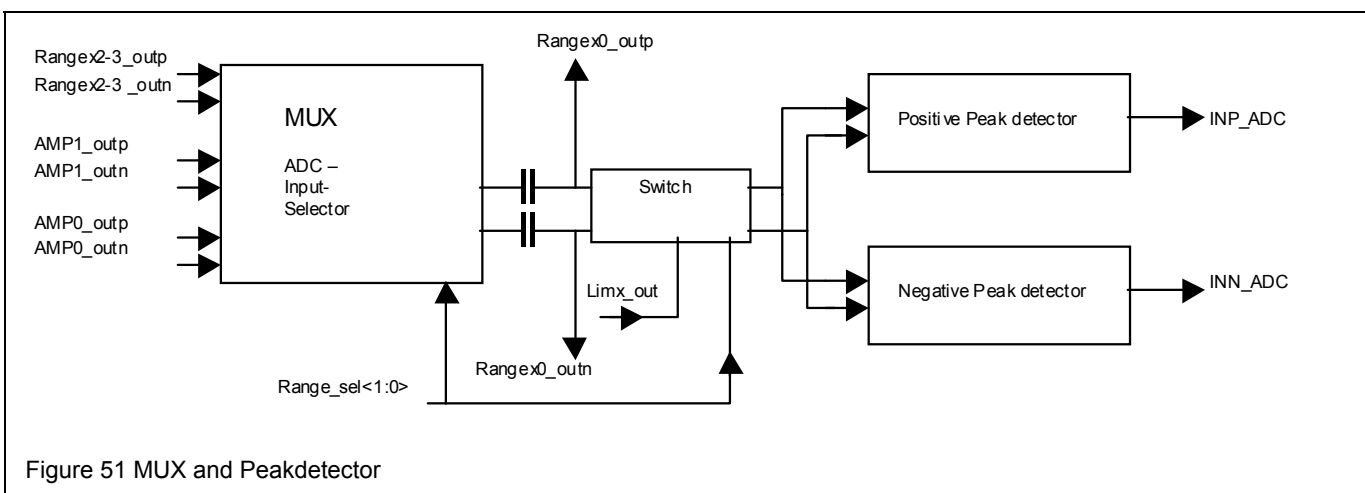 Rangex2-3_outp
Rangex2-3 _outn
AMP1_outp
AMP1_outn
AMP0_outp
AMP0_outn
MUX
ADC –
Input-
Selector
Rangex0_outp
Switch
Limx_out
Rangex0_outn
Range_sel<1:0>
Positive Peak detector
INP_ADC
Negative Peak detector
INN_ADC
Figure 51 MUX and Peakdetector